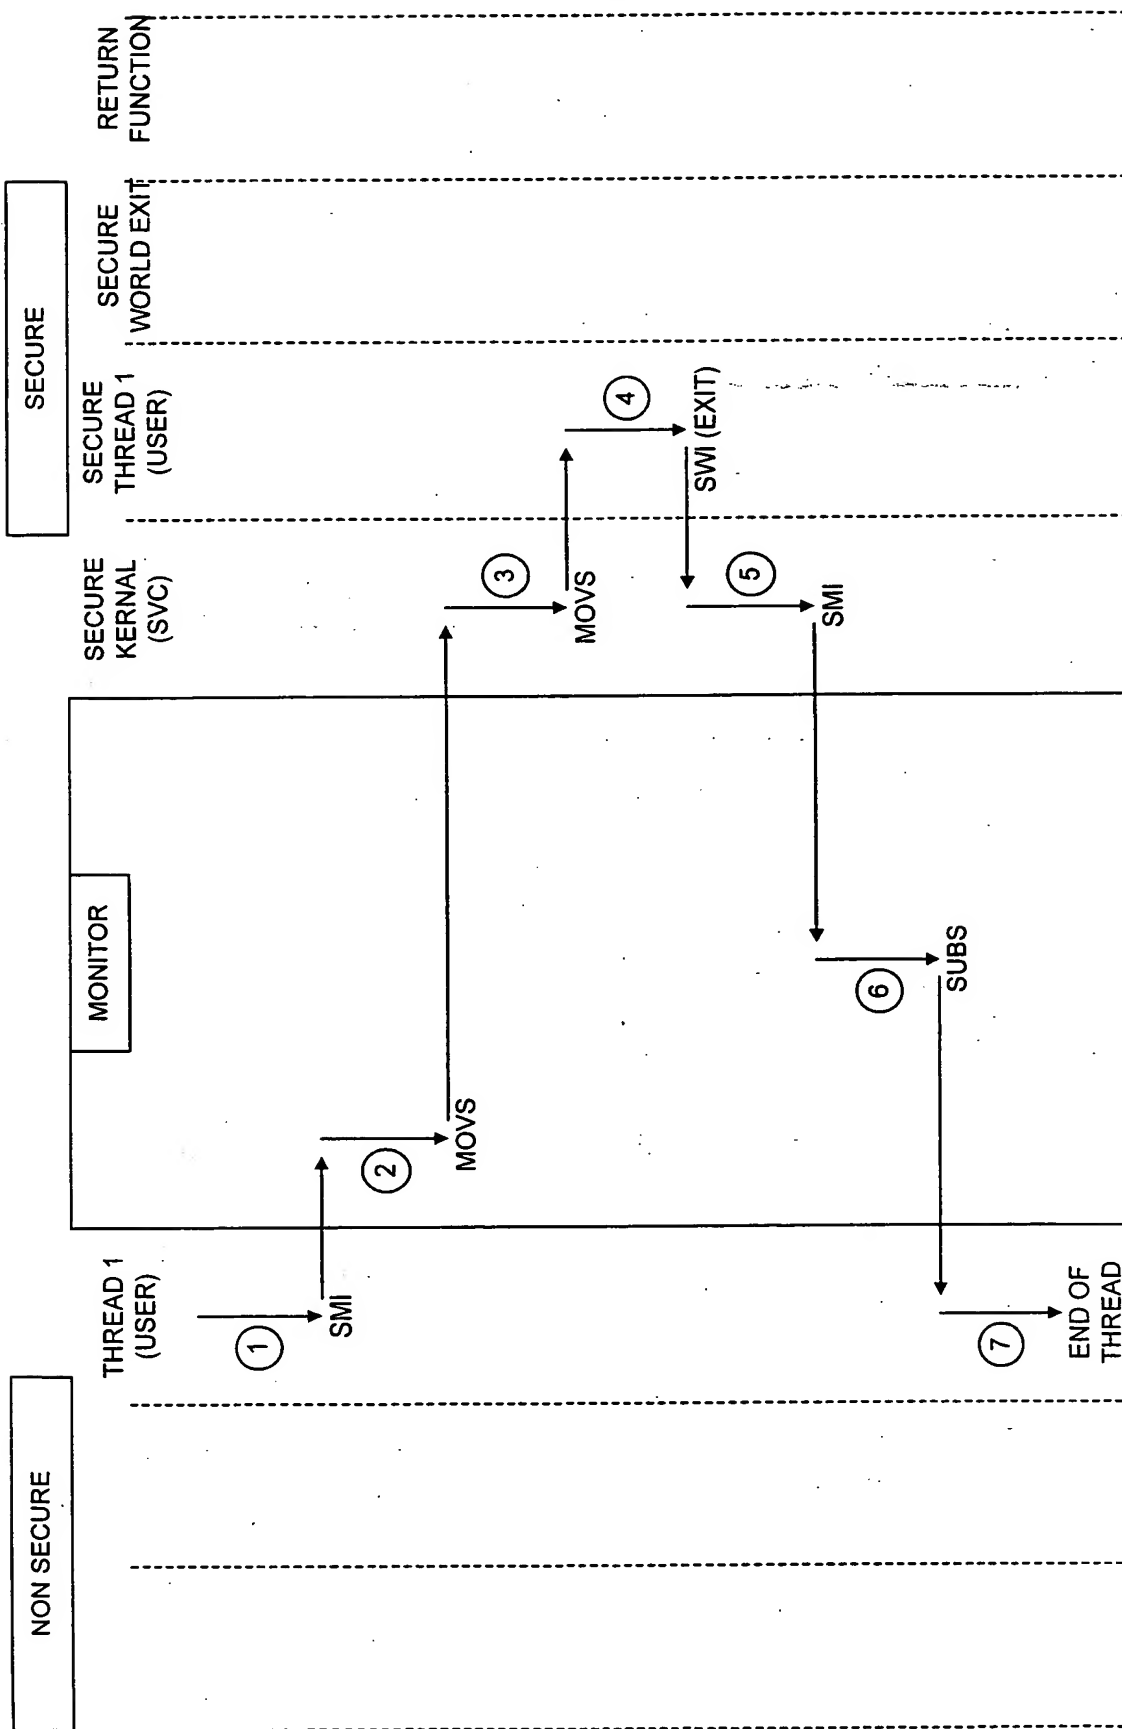 NON SECURE
MONITOR
SECURE
THREAD 1
(USER)
SECURE
KERNAL
(SVC)
SECURE
THREAD 1
(USER)
SECURE
WORLD EXIT
RETURN
FUNCTION
1
SMI
2
MOVS
3
MOVS
4
SWI (EXIT)
5
SMI
6
SUBS
7
END OF
THREAD